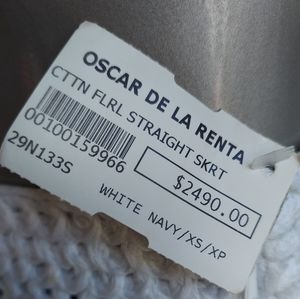 OSCAR DE LA RENTA
CTTN FLRL STRAIGHT SKRT
00100159966
$2490.00
29N133S
WHITE NAVY/XS/XP